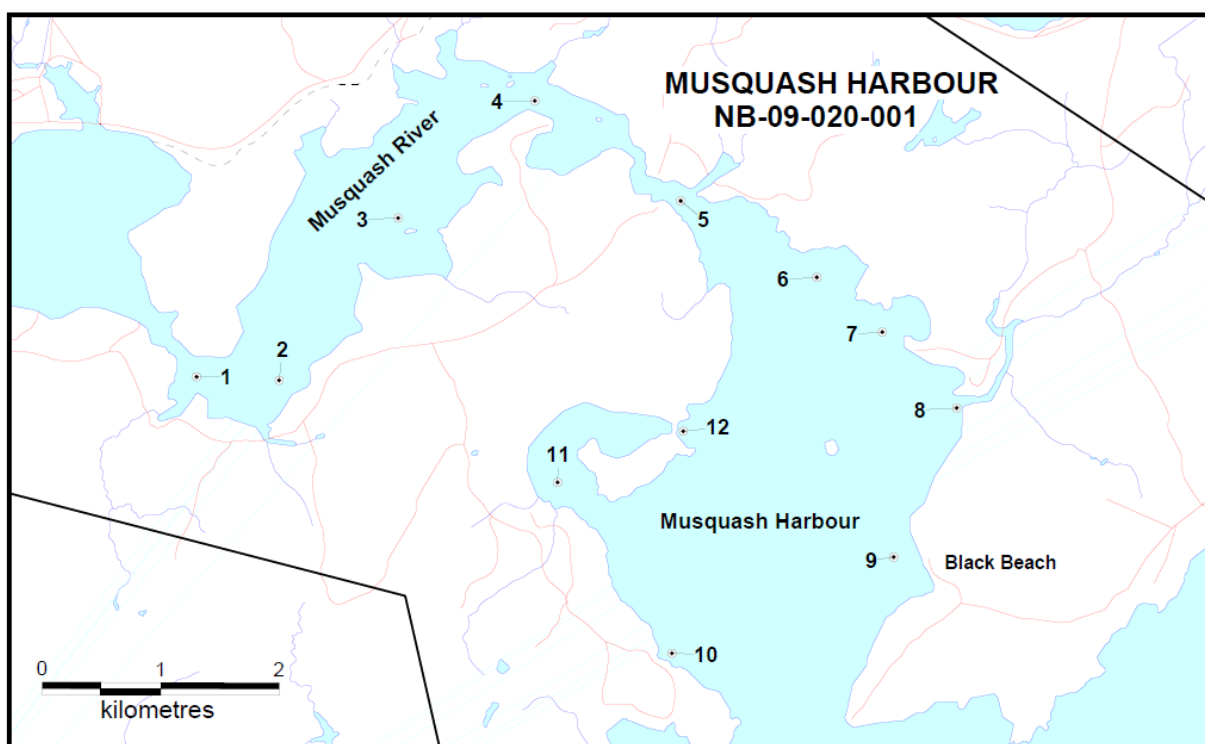 MUSQUASH HARBOUR
NB-09-020-001
4
Musquash River
3
5
6
7
2
1
8
12
11
Musquash Harbour
9
Black Beach
10
0 1 2
kilometres